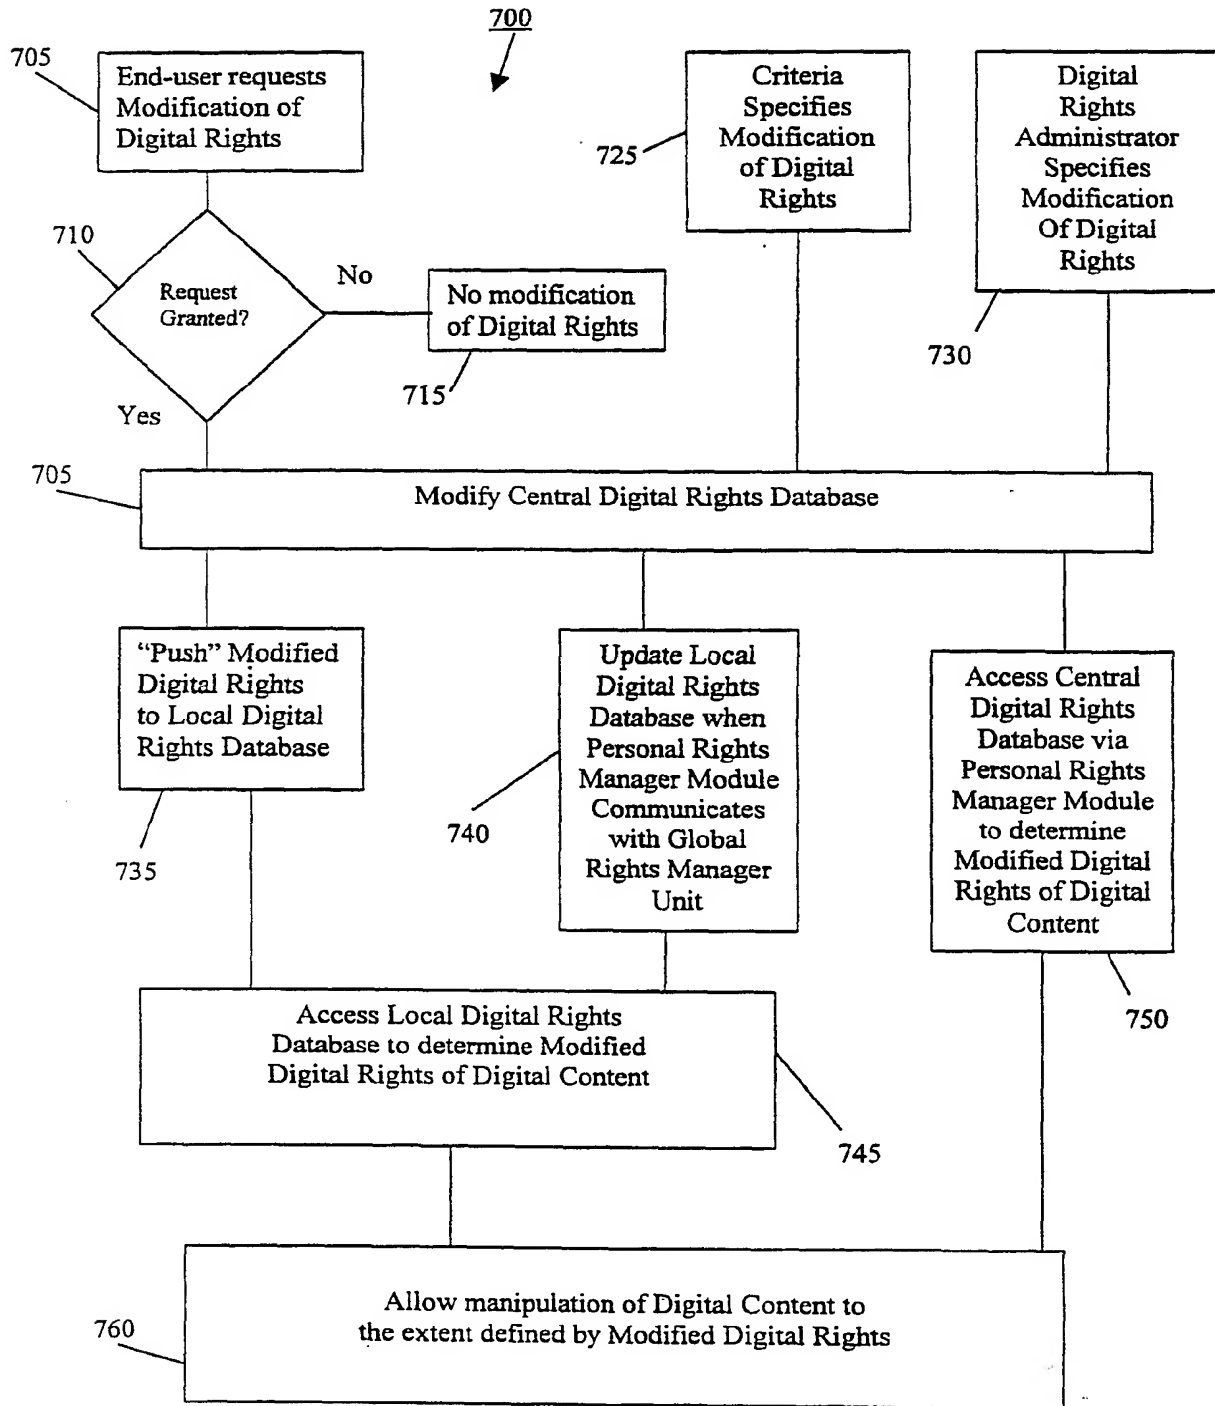 700
705
End-user requests
Modification of
Digital Rights
725
Criteria
Specifies
Modification
of Digital
Rights
Digital
Rights
Administrator
Specifies
Modification
Of Digital
Rights
730
710
Request
Granted?
No
No modification
of Digital Rights
715
Yes
705
Modify Central Digital Rights Database
“Push” Modified
Digital Rights
to Local Digital
Rights Database
735
Update Local
Digital Rights
Database when
Personal Rights
Manager Module
Communicates
with Global
Rights Manager
Unit
740
Access Central
Digital Rights
Database via
Personal Rights
Manager Module
to determine
Modified Digital
Rights of Digital
Content
750
Access Local Digital Rights
Database to determine Modified
Digital Rights of Digital Content
745
Allow manipulation of Digital Content to
the extent defined by Modified Digital Rights
760